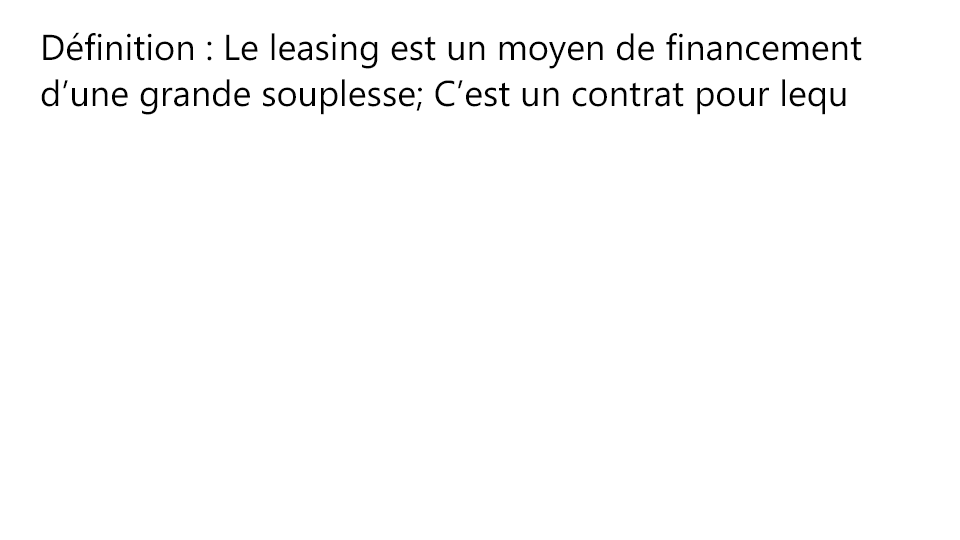 Définition : Le leasing est un moyen de financement
d’une grande souplesse; C’est un contrat pour lequ